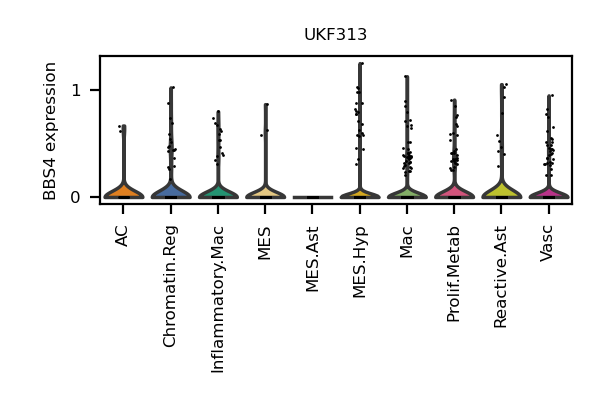 UKF313
BBS4 expression
1
0
AC
Chromatin.Reg
Inflammatory.Mac
MES
MES.Ast
MES.Hyp
Mac
Prolif.Metab
Reactive.Ast
Vasc